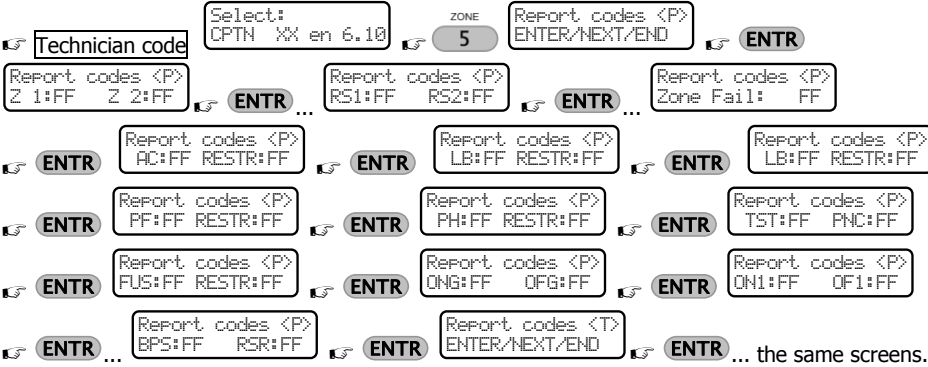 Select:
CPTN XX en 6.10
ZONE
5
Report codes <P>
ENTER/NEXT/END
Technician code
ENTR
Report codes <P>
Z 1:FF Z 2:FF
ENTR...
Report codes <P>
RS1:FF RS2:FF
ENTR...
Report codes <P>
Zone Fail: FF
ENTR
Report codes <P>
AC:FF RESTR:FF
ENTR
Report codes <P>
LB:FF RESTR:FF
ENTR
Report codes <P>
LB:FF RESTR:FF
ENTR
Report codes <P>
PF:FF RESTR:FF
ENTR
Report codes <P>
PH:FF RESTR:FF
ENTR
Report codes <P>
TST:FF PNC:FF
ENTR
Report codes <P>
FUS:FF RESTR:FF
ENTR
Report codes <P>
ONG:FF OFG:FF
ENTR
Report codes <P>
ON1:FF OF1:FF
ENTR...
Report codes <P>
BPS:FF RSR:FF
ENTR
Report codes <T>
ENTER/NEXT/END
ENTR... the same screens.